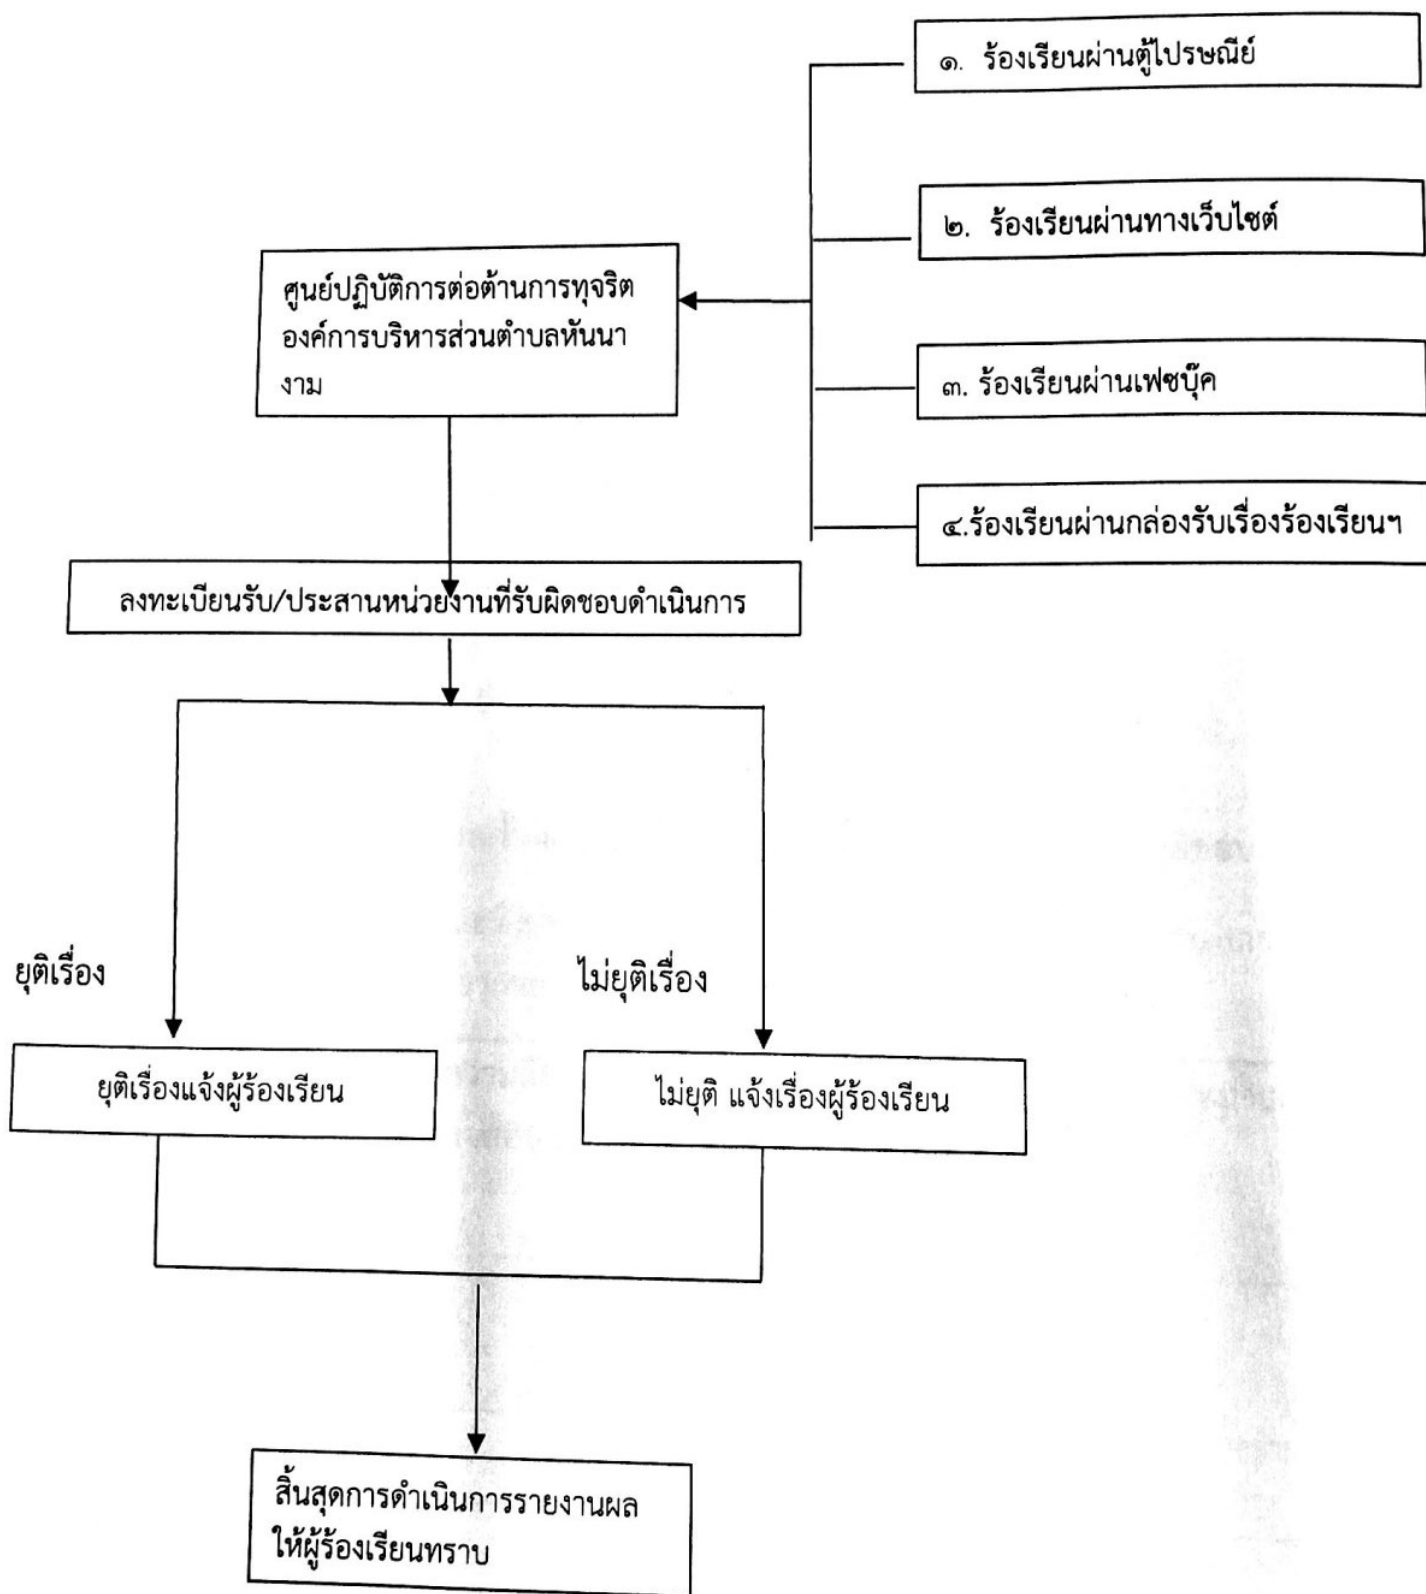 ๑. ร้องเรียนผ่านตู้ไปรษณีย์
๒. ร้องเรียนผ่านทางเว็บไซต์
ศูนย์ปฏิบัติการต่อต้านการทุจริต
องค์การบริหารส่วนตำบลหันนา
งาม
๓. ร้องเรียนผ่านเฟซบุ๊ค
๔.ร้องเรียนผ่านกล่องรับเรื่องร้องเรียนฯ
ลงทะเบียนรับ/ประสานหน่วยงานที่รับผิดชอบดำเนินการ
ยุติเรื่อง
ไม่ยุติเรื่อง
ยุติเรื่องแจ้งผู้ร้องเรียน
ไม่ยุติ แจ้งเรื่องผู้ร้องเรียน
สิ้นสุดการดำเนินการรายงานผล
ให้ผู้ร้องเรียนทราบ